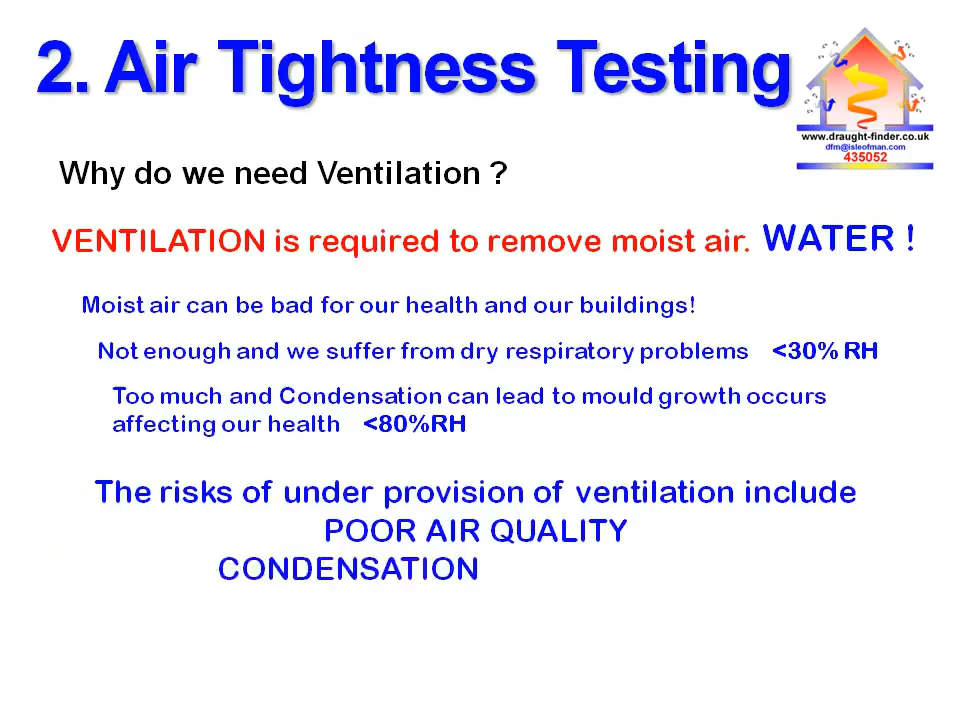 2. Air Tightness Testing
www.draught-finder.co.uk
dfm@isleofman.com
435052
Why do we need Ventilation ?
VENTILATION is required to remove moist air. WATER !
Moist air can be bad for our health and our buildings!
Not enough and we suffer from dry respiratory problems <30% RH
Too much and Condensation can lead to mould growth occurs
affecting our health <80%RH
The risks of under provision of ventilation include
POOR AIR QUALITY
CONDENSATION